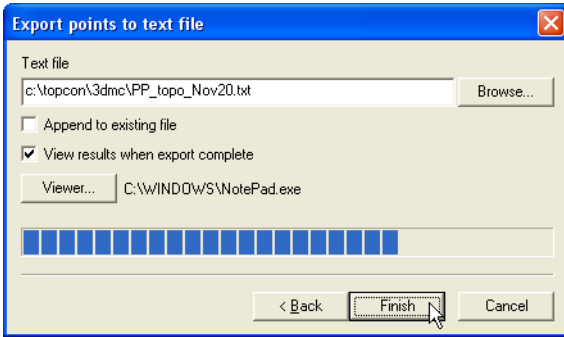 Export points to text file
Text file
c:\topcon\3dmc\PP_topo_Nov20.txt
Browse...
Append to existing file
View results when export complete
Viewer...
C:\WINDOWS\NotePad.exe
< Back
Finish
Cancel